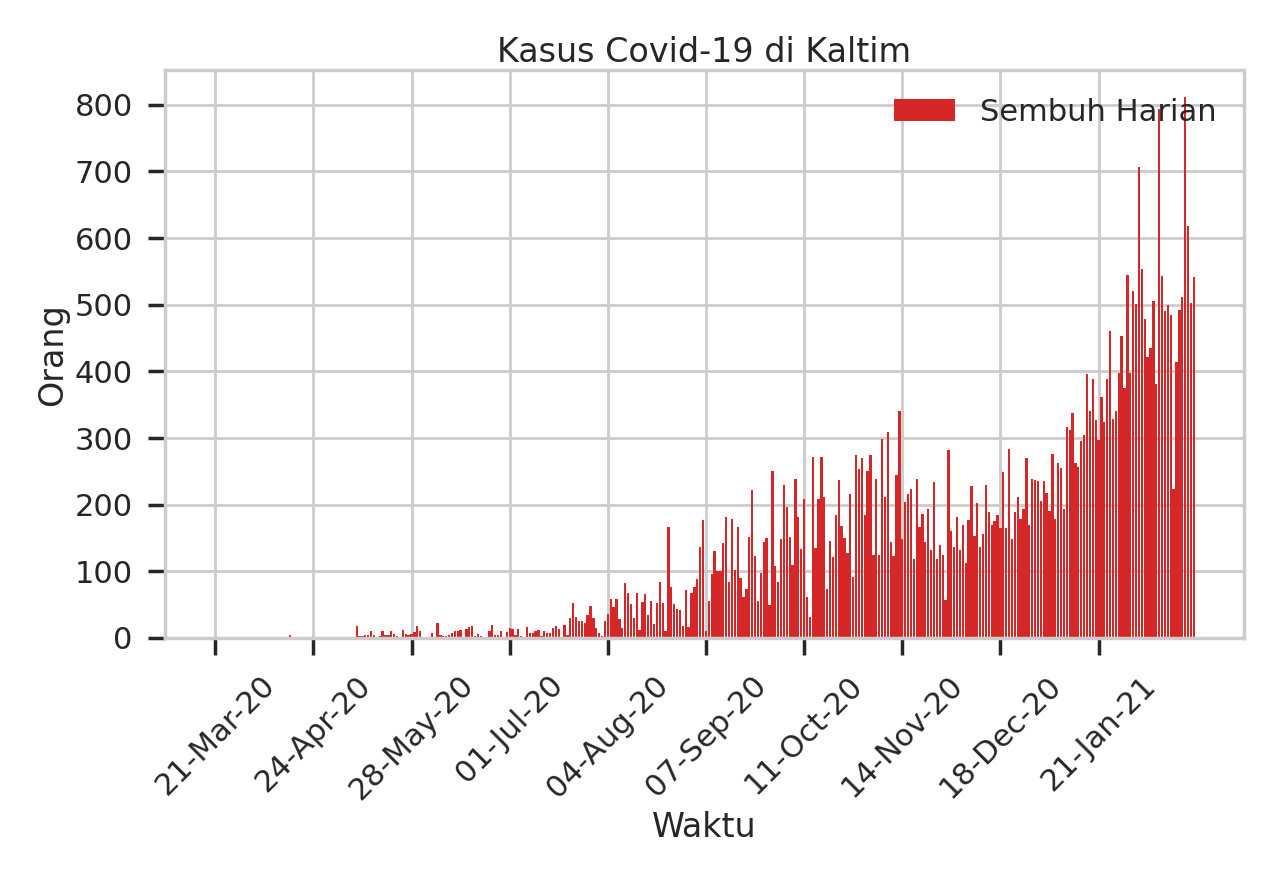 Kasus Covid-19 di Kaltim
Sembuh Harian
800
700
600
500
400
300
200
100
0
Orang
21-Mar-20
24-Apr-20
28-May-20
01-Jul-20
04-Aug-20
07-Sep-20
11-Oct-20
14-Nov-20
18-Dec-20
21-Jan-21
Waktu